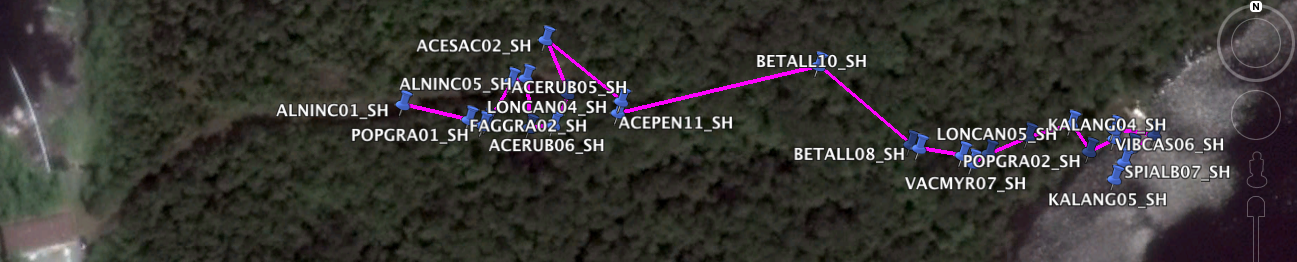 N
ACESAC02_SH
BETALL10_SH
ALNINC05_SH
ACERUB05_SH
ALNINC01_SH
LONCAN04_SH
POPGRA01_SH
FAGGRA02_SH
ACEPEN11_SH
ACERUB06_SH
LONCAN05_SH
KALANG04_SH
BETALL08_SH
POPGRA02_SH
VIBCAS06_SH
VACMYR07_SH
SPIALB07_SH
KALANG05_SH